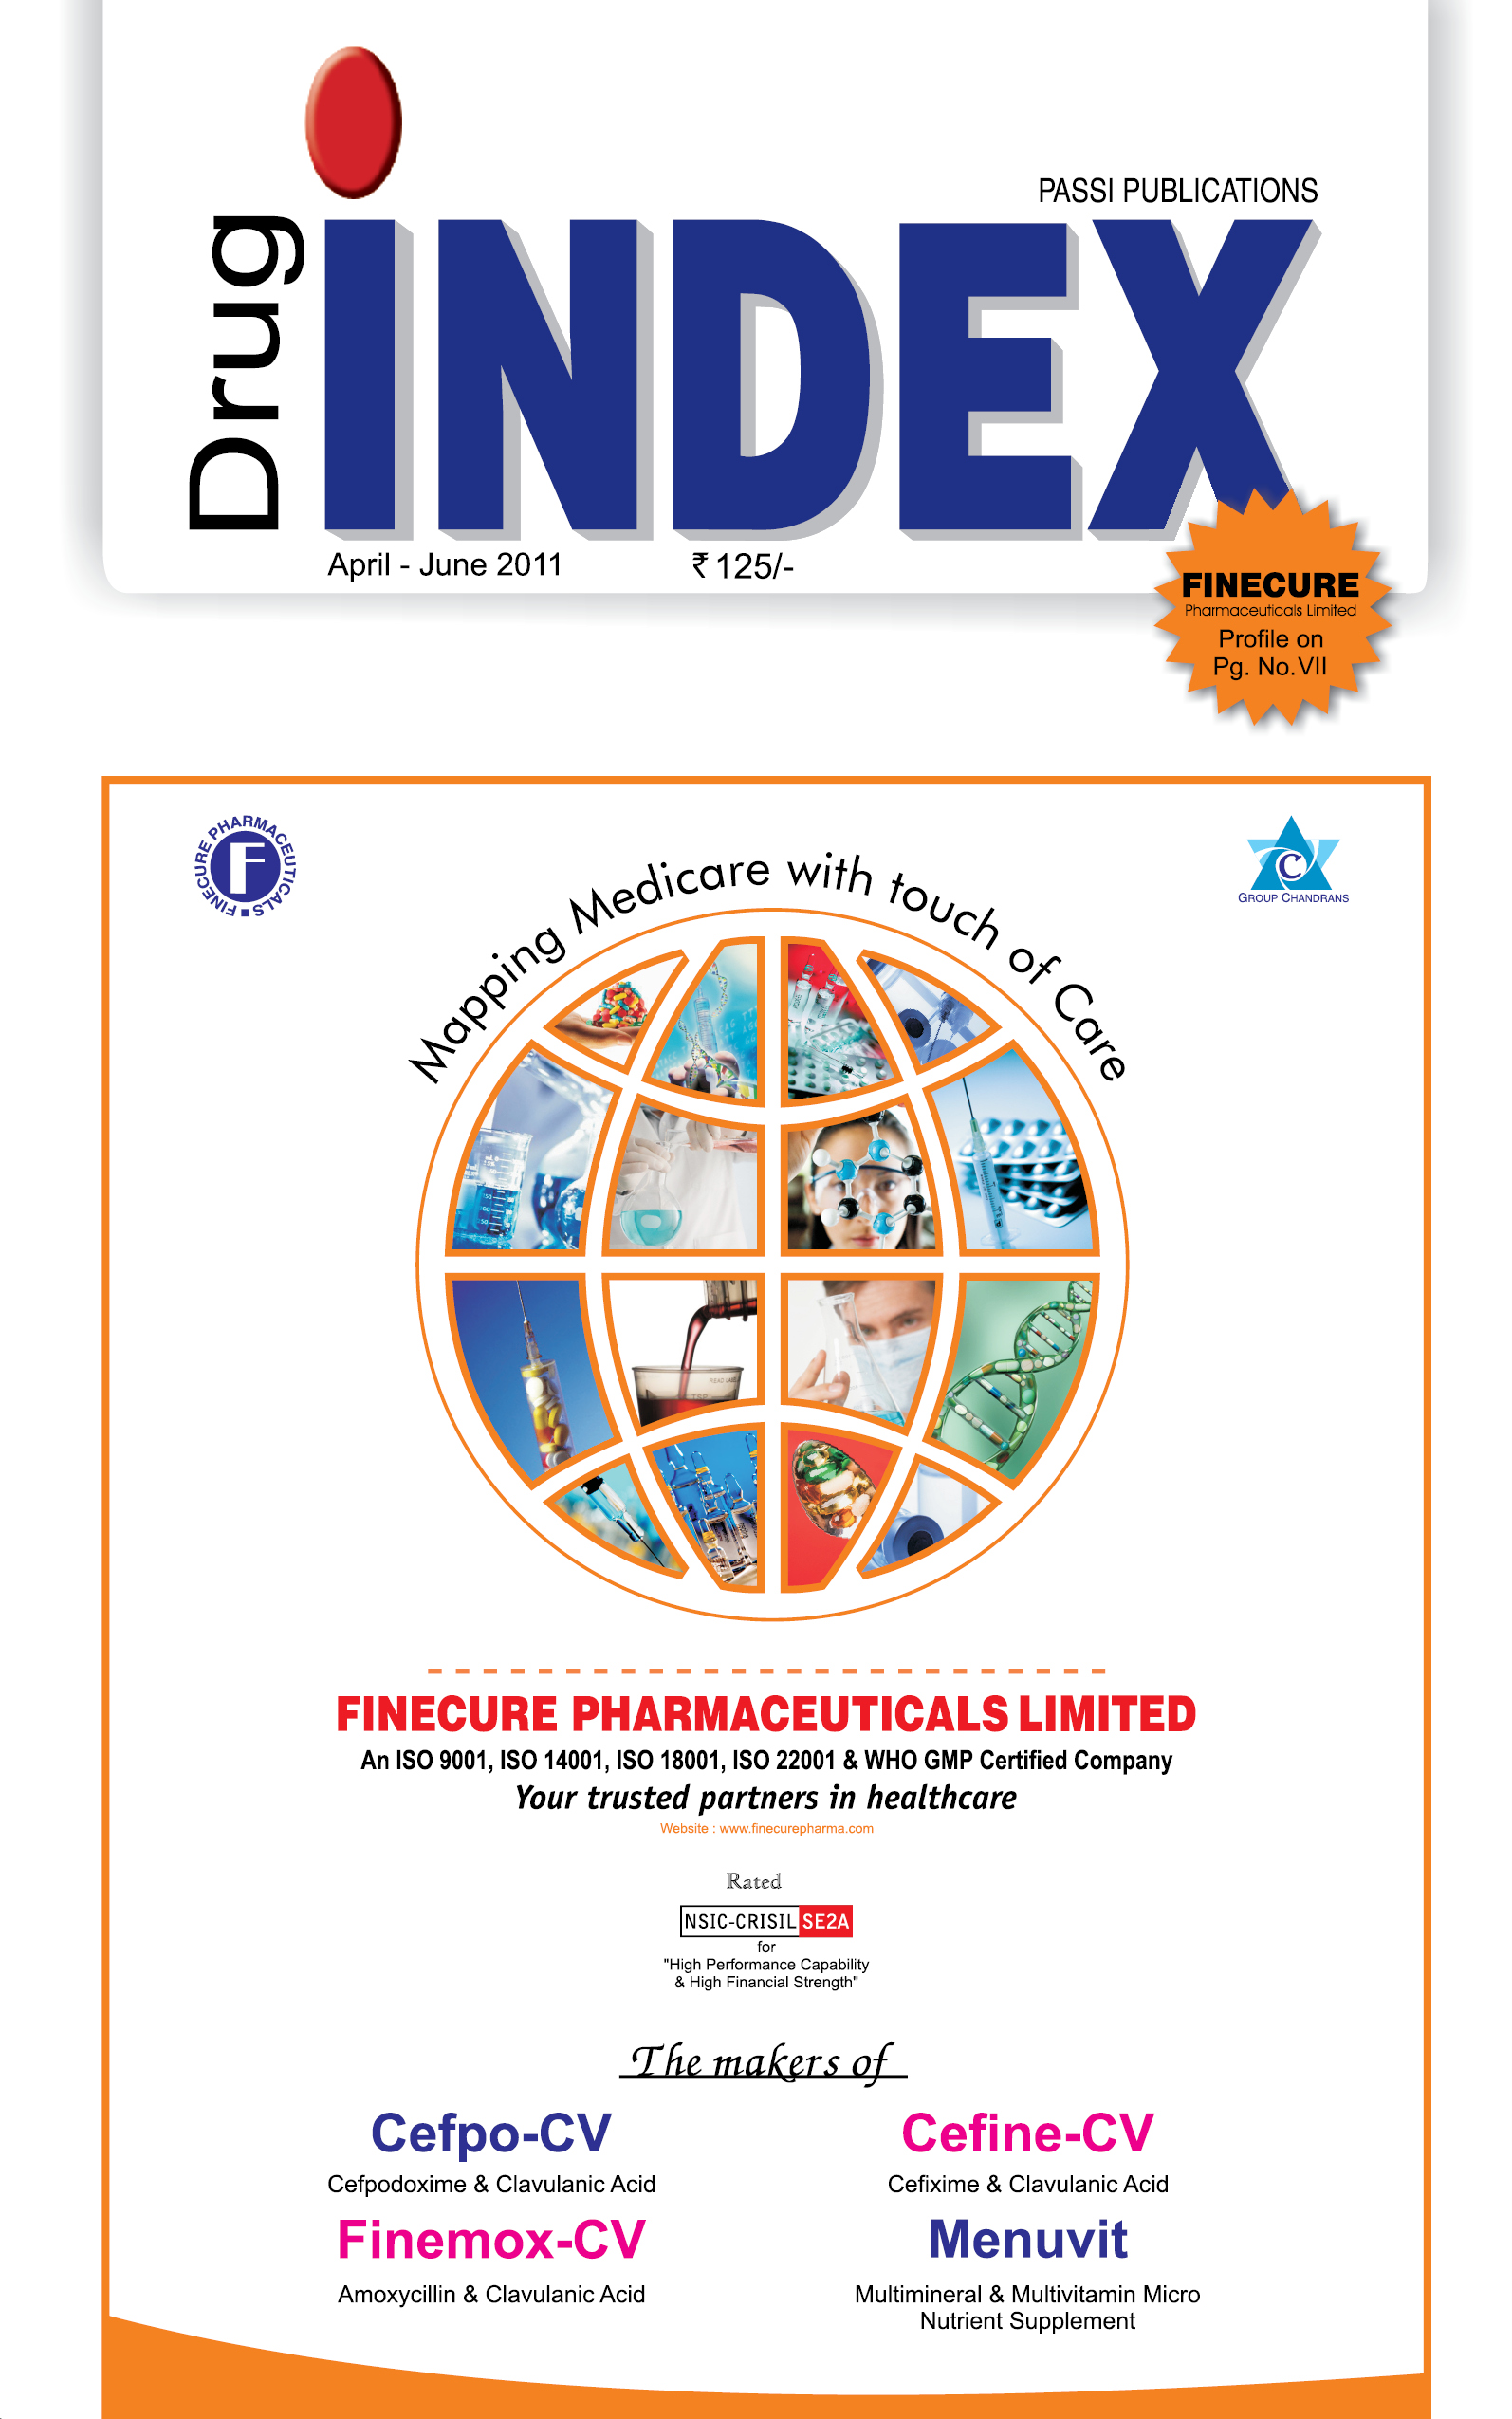 PASSI PUBLICATIONS
Drug
iNDEX
April - June 2011
₹ 125/-
FINECURE
Pharmaceuticals Limited
Profile on
Pg. No. VII
FINECURE PHARMACEUTICALS
F
C
GROUP CHANDRANS
Mapping Medicare with touch of Care
FINECURE PHARMACEUTICALS LIMITED
An ISO 9001, ISO 14001, ISO 18001, ISO 22001 & WHO GMP Certified Company
Your trusted partners in healthcare
Website : www.finecurepharma.com
Rated
NSIC-CRISIL SE2A
for
"High Performance Capability
& High Financial Strength"
The makers of
Cefpo-CV
Cefpodoxime & Clavulanic Acid
Cefine-CV
Cefixime & Clavulanic Acid
Finemox-CV
Amoxycillin & Clavulanic Acid
Menuvit
Multimineral & Multivitamin Micro
Nutrient Supplement